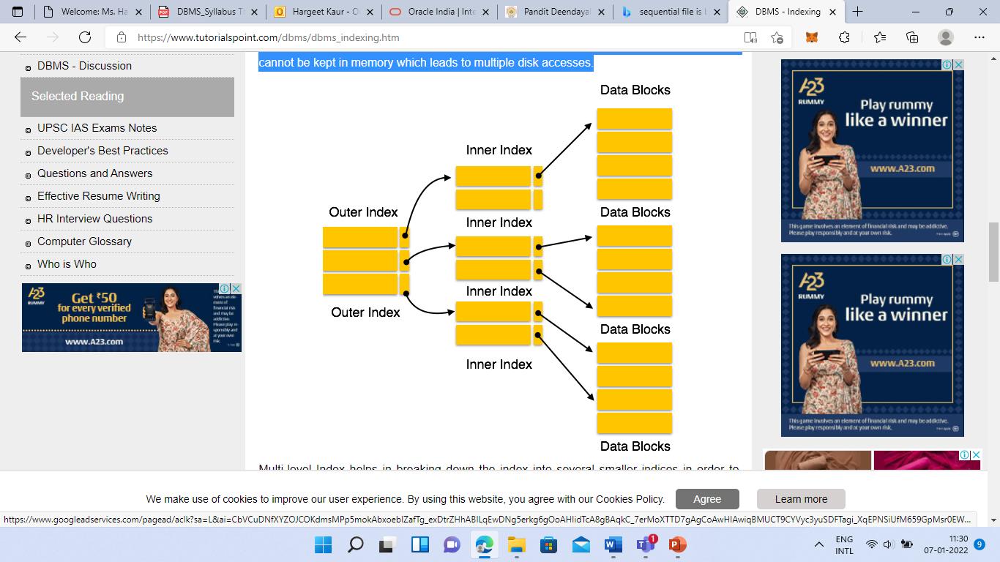 Welcome: Ms. Ha
DBMS_Syllabus Th
Hargeet Kaur - O
Oracle India | Inte
Pandit Deendayal
sequential file is b
DBMS - Indexing
https://www.tutorialspoint.com/dbms/dbms_indexing.htm
DBMS - Discussion
Selected Reading
UPSC IAS Exams Notes
Developer's Best Practices
Questions and Answers
Effective Resume Writing
HR Interview Questions
Computer Glossary
Who is Who
A23
RUMMY
Get ₹50
for every verified
phone number
www.A23.com
cannot be kept in memory which leads to multiple disk accesses.
Data Blocks
Inner Index
Outer Index
Inner Index
Data Blocks
Inner Index
Outer Index
Data Blocks
Inner Index
Data Blocks
Multi-level Index helps in breaking down the index into several smaller indices in order to
A23
RUMMY
Play rummy
like a winner
www.A23.com
This game involves an element of financial risk and may be addictive.
Please play responsibly and at your own risk.
A23
RUMMY
Play rummy
like a winner
www.A23.com
This game involves an element of financial risk and may be addictive.
Please play responsibly and at your own risk.
We make use of cookies to improve our user experience. By using this website, you agree with our Cookies Policy.
Agree
Learn more
ENG
INTL
11:30
07-01-2022
9
1